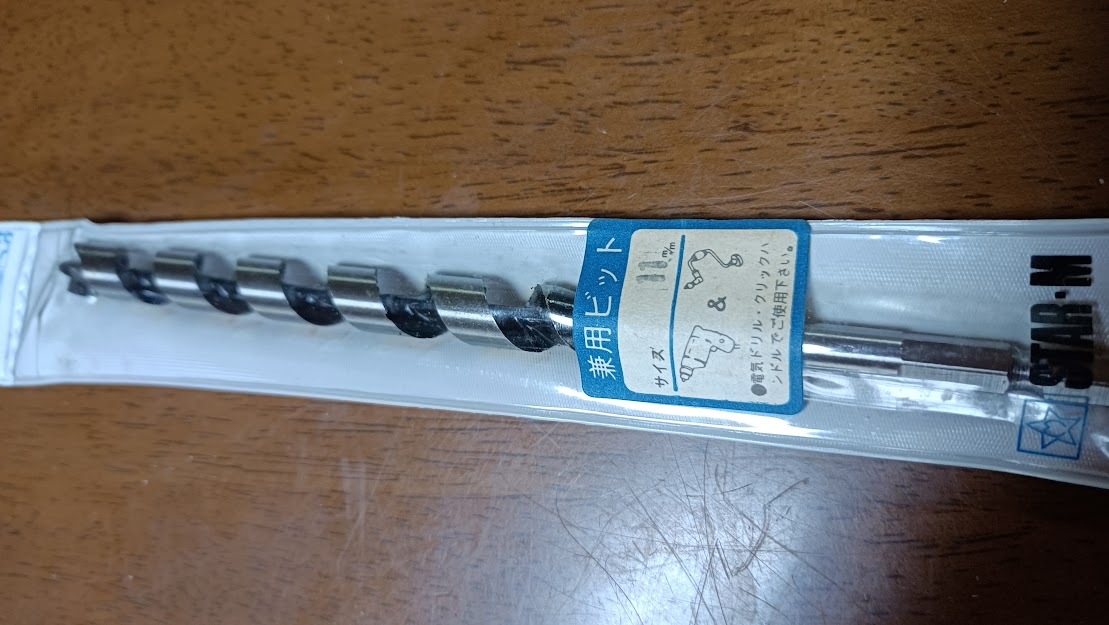 兼用ビット
サイズ 11m/m
&
●電気ドリル・クリックハ
ンドルでご使用下さい。
STAR-M